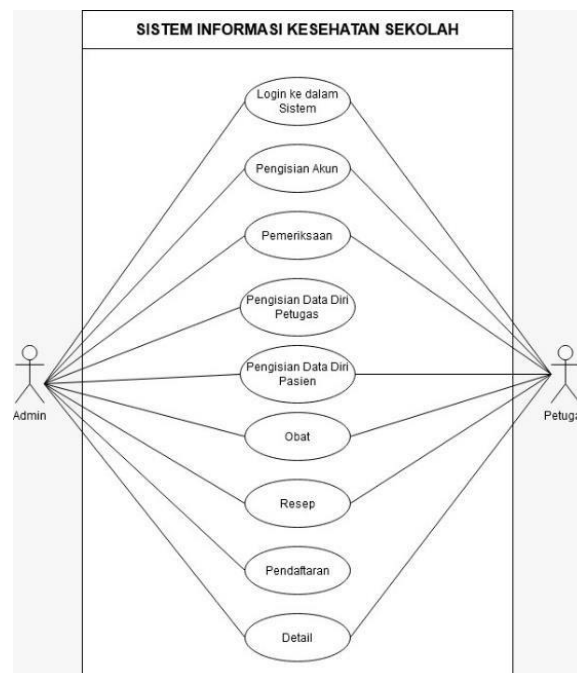 SISTEM INFORMASI KESEHATAN SEKOLAH
Login ke dalam
Sistem
Pengisian Akun
Pemeriksaan
Pengisian Data Diri
Petugas
Pengisian Data Diri
Pasien
Admin
Petugas
Obat
Resep
Pendaftaran
Detail